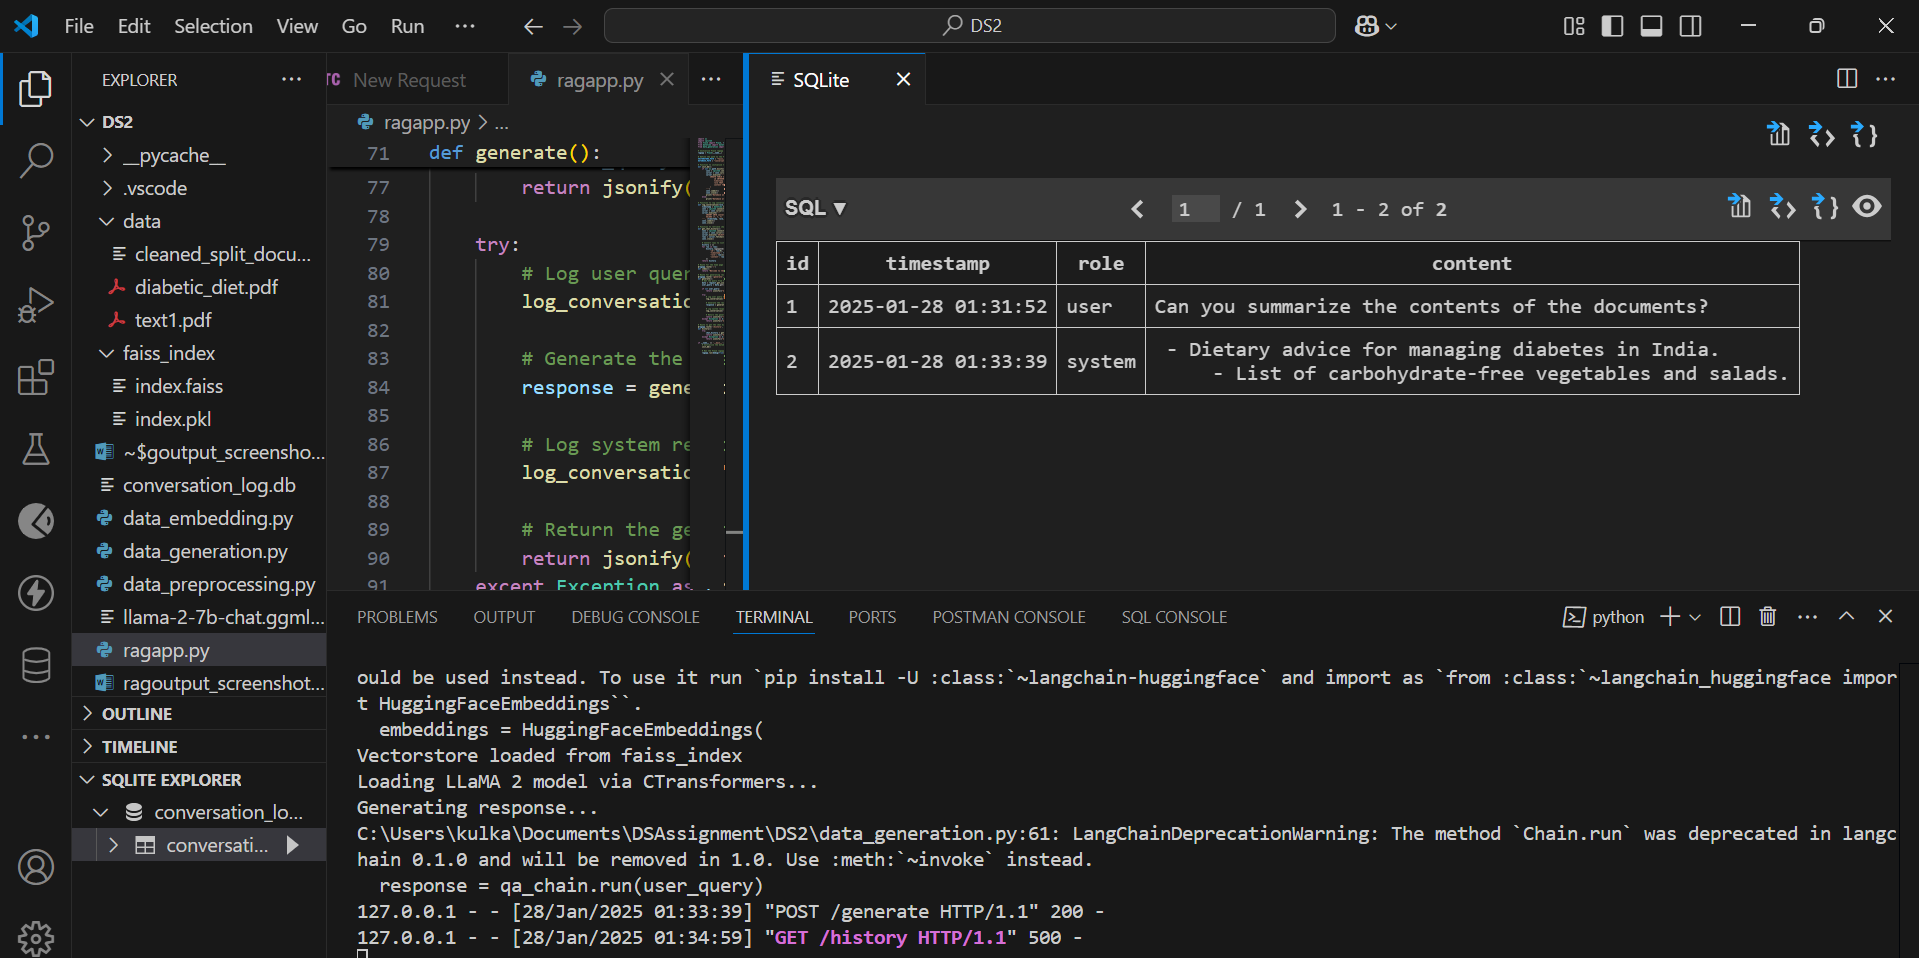 File Edit Selection View Go Run ··· DS2
EXPLORER ···
DS2
__pycache__
.vscode
data
cleaned_split_docu...
diabetic_diet.pdf
text1.pdf
faiss_index
index.faiss
index.pkl
~$goutput_screensho...
conversation_log.db
data_embedding.py
data_generation.py
data_preprocessing.py
llama-2-7b-chat.ggml...
ragapp.py
ragoutput_screenshot...
OUTLINE
TIMELINE
SQLITE EXPLORER
conversation_lo...
conversati...
TC New Request ragapp.py ···
ragapp.py > ...
71 def generate():
77 return jsonify(
78
79 try:
80 # Log user quer
81 log_conversatio
82
83 # Generate the
84 response = gene
85
86 # Log system re
87 log_conversatio
88
89 # Return the ge
90 return jsonify(
91 except Exception as
SQLite
SQL ▼ < 1 / 1 > 1 - 2 of 2
id timestamp role content
1 2025-01-28 01:31:52 user Can you summarize the contents of the documents?
2 2025-01-28 01:33:39 system - Dietary advice for managing diabetes in India.
- List of carbohydrate-free vegetables and salads.
PROBLEMS OUTPUT DEBUG CONSOLE TERMINAL PORTS POSTMAN CONSOLE SQL CONSOLE python
ould be used instead. To use it run `pip install -U :class:`~langchain-huggingface` and import as `from :class:`~langchain_huggingface impor
t HuggingFaceEmbeddings``.
embeddings = HuggingFaceEmbeddings(
Vectorstore loaded from faiss_index
Loading LLaMA 2 model via CTransformers...
Generating response...
C:\Users\kulka\Documents\DSAssignment\DS2\data_generation.py:61: LangChainDeprecationWarning: The method `Chain.run` was deprecated in langc
hain 0.1.0 and will be removed in 1.0. Use :meth:`~invoke` instead.
response = qa_chain.run(user_query)
127.0.0.1 - - [28/Jan/2025 01:33:39] "POST /generate HTTP/1.1" 200 -
127.0.0.1 - - [28/Jan/2025 01:34:59] "GET /history HTTP/1.1" 500 -